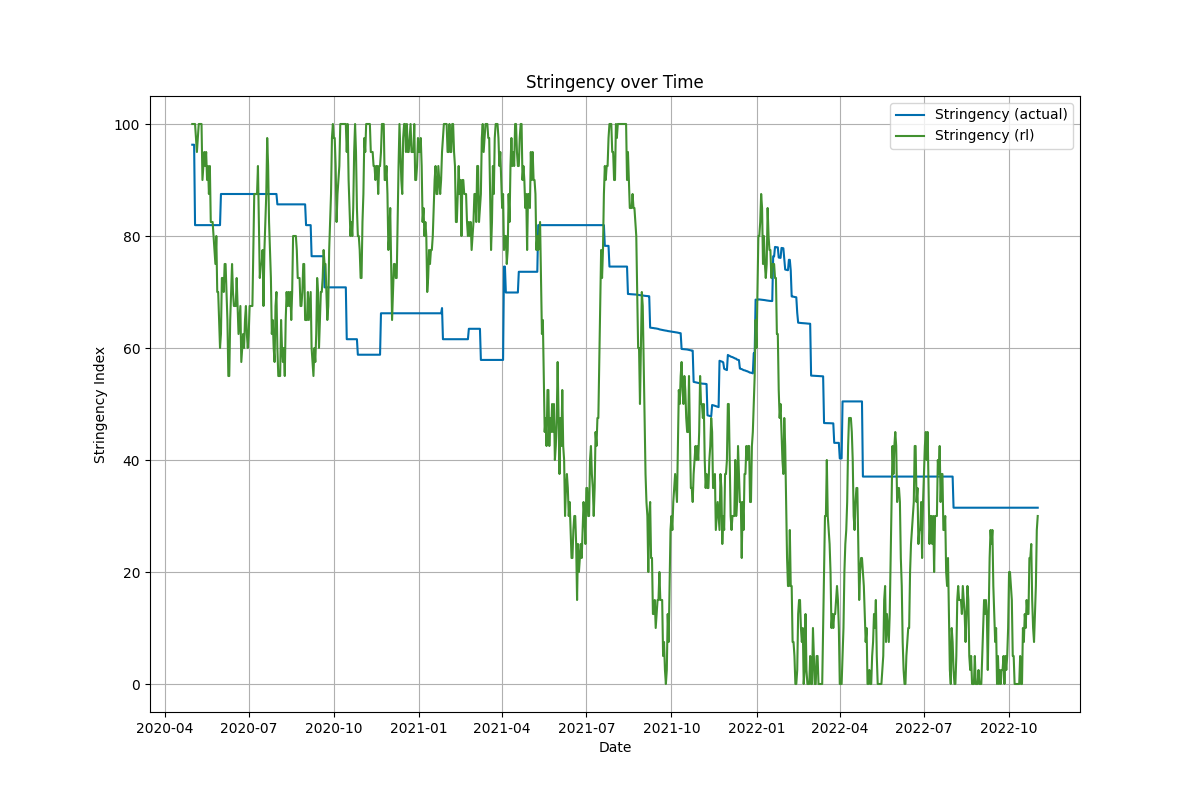 Stringency over Time
Stringency (actual)
Stringency (rl)
100
80
60
40
20
0
Stringency Index
2020-04 2020-07 2020-10 2021-01 2021-04 2021-07 2021-10 2022-01 2022-04 2022-07 2022-10
Date